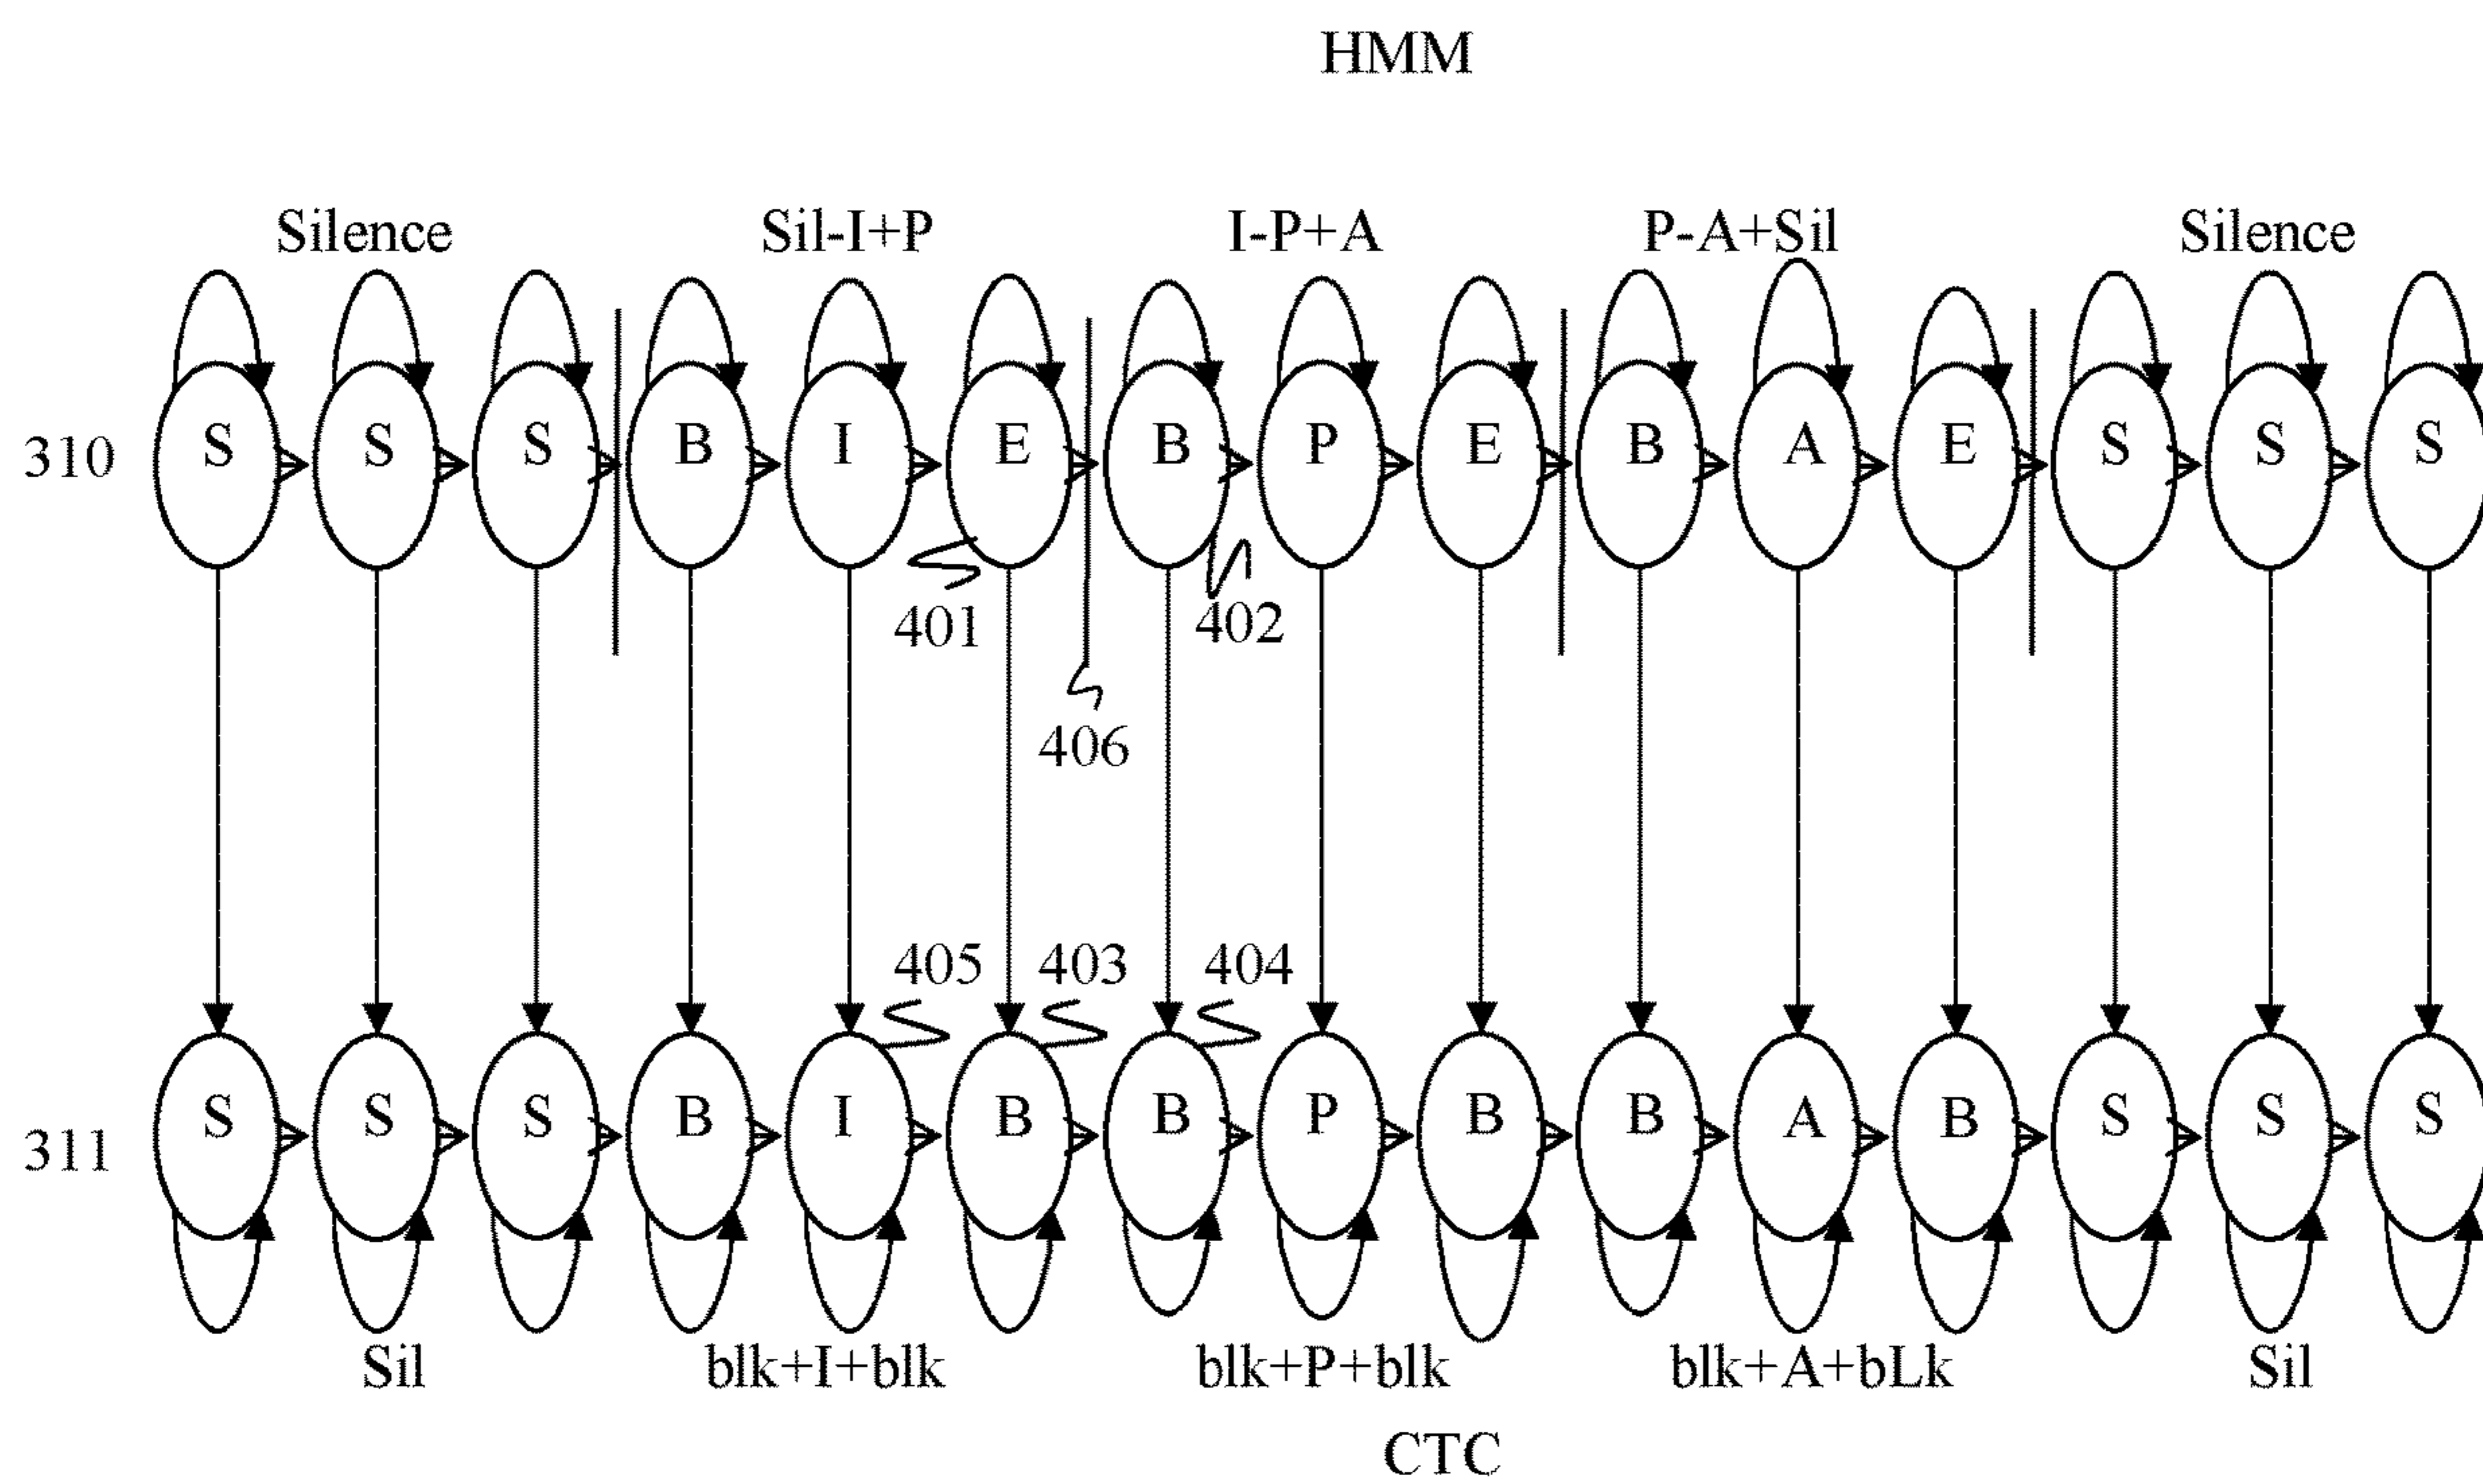 HMM
Silence Sil-I+P I-P+A P-A+Sil Silence
310 S S S B I E B P E B A E S S S
401 402
406
405 403 404
311 S S S B I B B P B B A B S S S
Sil blk+I+blk blk+P+blk blk+A+bLk Sil
CTC